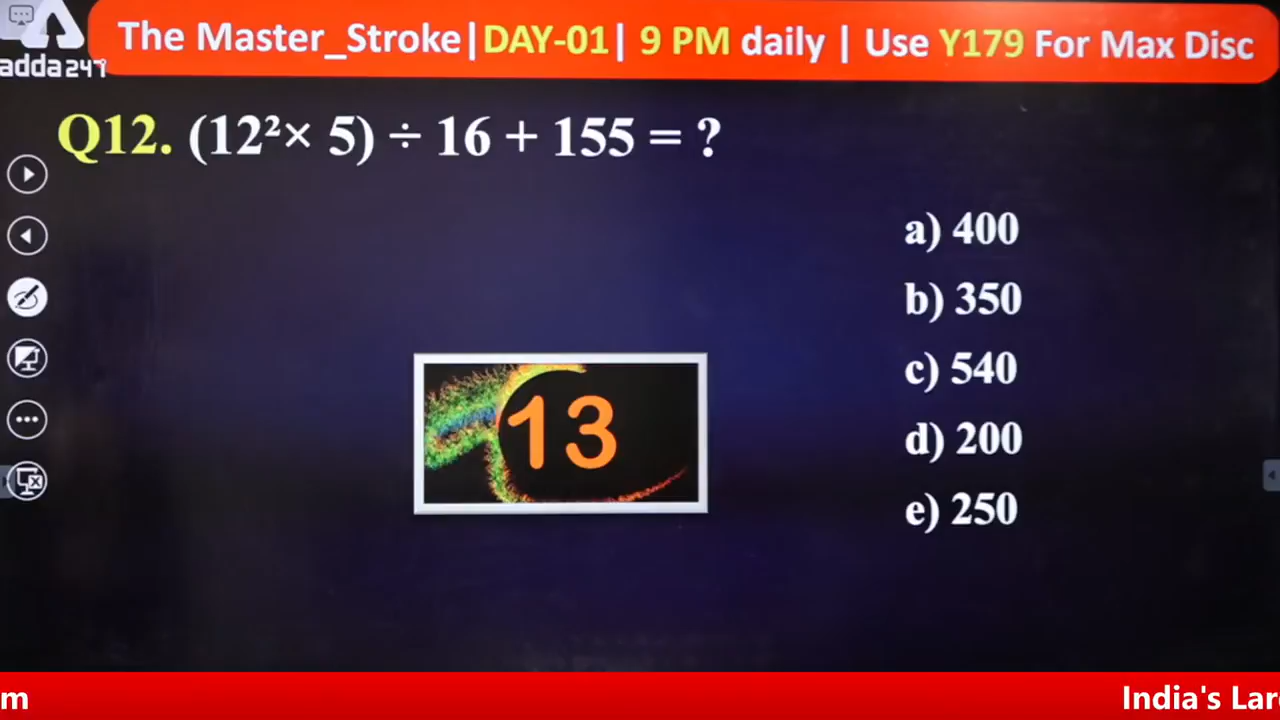 The Master_Stroke|DAY-01| 9 PM daily | Use Y179 For Max Disc
adda247
Q12. (12²× 5) ÷ 16 + 155 = ?
a) 400
b) 350
c) 540
d) 200
e) 250
13
m
India's Lar